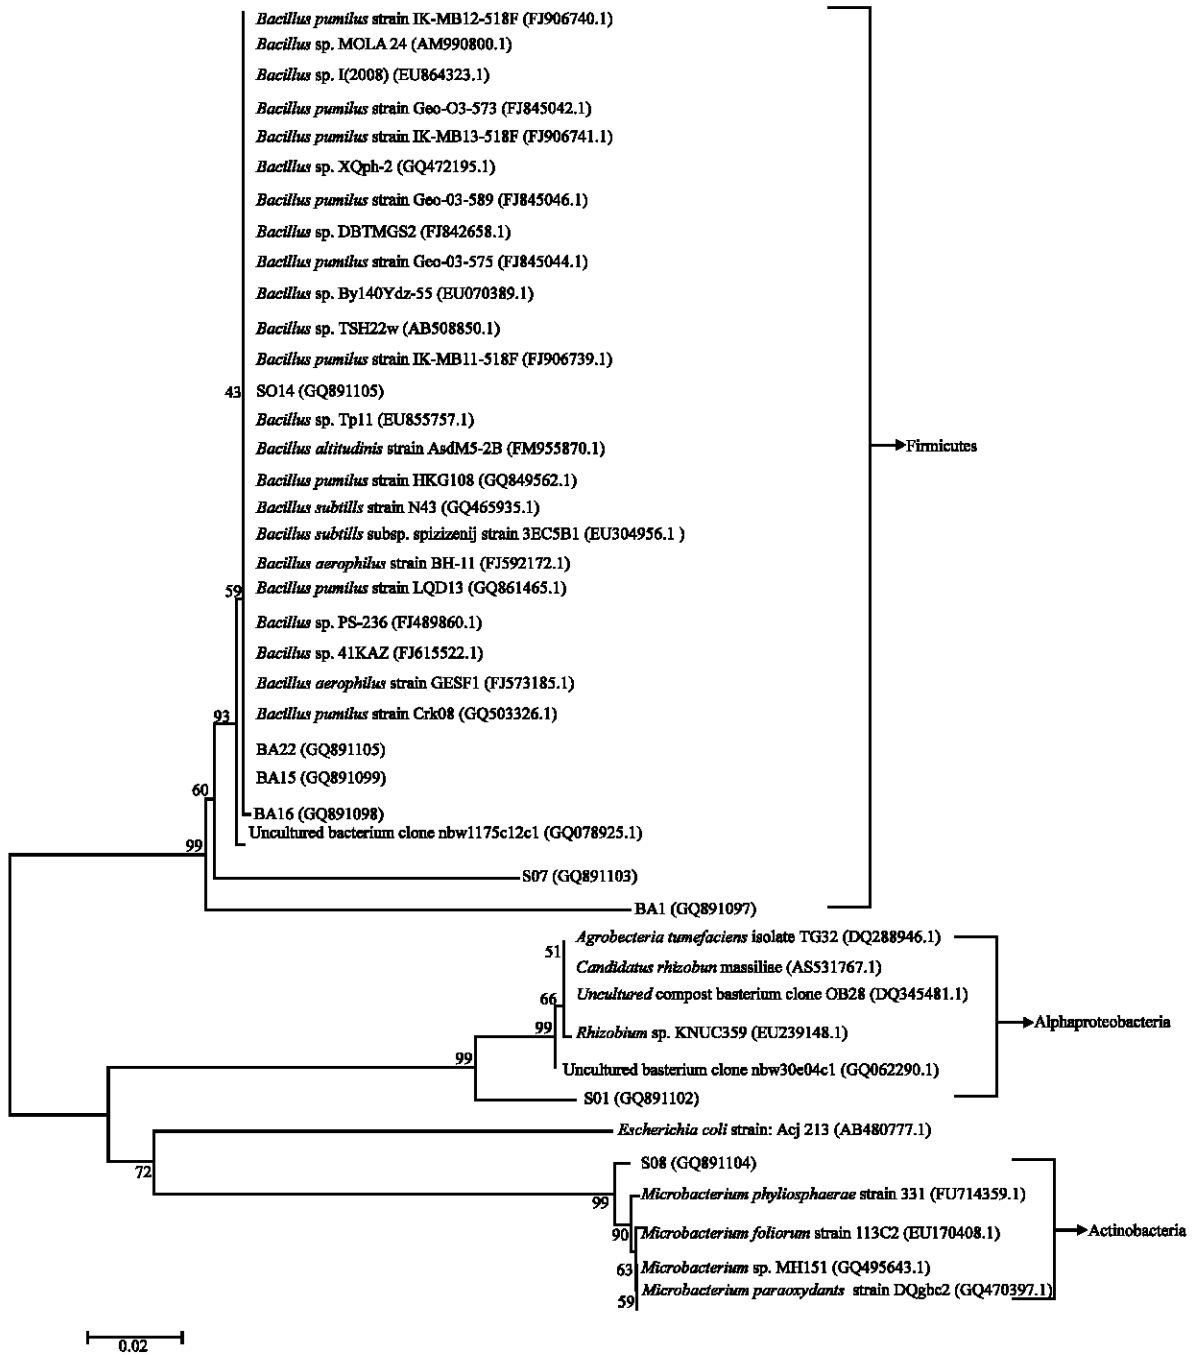 Bacillus pumilus strain IK-MB12-518F (FJ906740.1)
Bacillus sp. MOLA 24 (AM990800.1)
Bacillus sp. I(2008) (EU864323.1)
Bacillus pumilus strain Geo-O3-573 (FJ845042.1)
Bacillus pumilus strain IK-MB13-518F (FJ906741.1)
Bacillus sp. XQph-2 (GQ472195.1)
Bacillus pumilus strain Geo-03-589 (FJ845046.1)
Bacillus sp. DBTMGS2 (FJ842658.1)
Bacillus pumilus strain Geo-03-575 (FJ845044.1)
Bacillus sp. By140Ydz-55 (EU070389.1)
Bacillus sp. TSH22w (AB508850.1)
Bacillus pumilus strain IK-MB11-518F (FJ906739.1)
43 SO14 (GQ891105)
Bacillus sp. Tp11 (EU855757.1)
Bacillus altitudinis strain AsdM5-2B (FM955870.1)
Firmicutes
Bacillus pumilus strain HKG108 (GQ849562.1)
Bacillus subtills strain N43 (GQ465935.1)
Bacillus subtills subsp. spizizenij strain 3EC5B1 (EU304956.1 )
Bacillus aerophilus strain BH-11 (FJ592172.1)
59 Bacillus pumilus strain LQD13 (GQ861465.1)
Bacillus sp. PS-236 (FJ489860.1)
Bacillus sp. 41KAZ (FJ615522.1)
Bacillus aerophilus strain GESF1 (FJ573185.1)
93 Bacillus pumilus strain Crk08 (GQ503326.1)
BA22 (GQ891105)
BA15 (GQ891099)
60
BA16 (GQ891098)
Uncultured bacterium clone nbw1175c12c1 (GQ078925.1)
99
S07 (GQ891103)
BA1 (GQ891097)
Agrobecteria tumefaciens isolate TG32 (DQ288946.1)
51
Candidatus rhizobun massiliae (AS531767.1)
Uncultured compost basterium clone OB28 (DQ345481.1)
66
Alphaproteobacteria
99 Rhizobium sp. KNUC359 (EU239148.1)
99
Uncultured basterium clone nbw30e04c1 (GQ062290.1)
S01 (GQ891102)
Escherichia coli strain: Acj 213 (AB480777.1)
S08 (GQ891104)
72
99 Microbacterium phyliosphaerae strain 331 (FU714359.1)
90 Microbacterium foliorum strain 113C2 (EU170408.1)
Actinobacteria
63 Microbacterium sp. MH151 (GQ495643.1)
Microbacterium paraoxydants strain DQgbc2 (GQ470397.1)
59
0.02